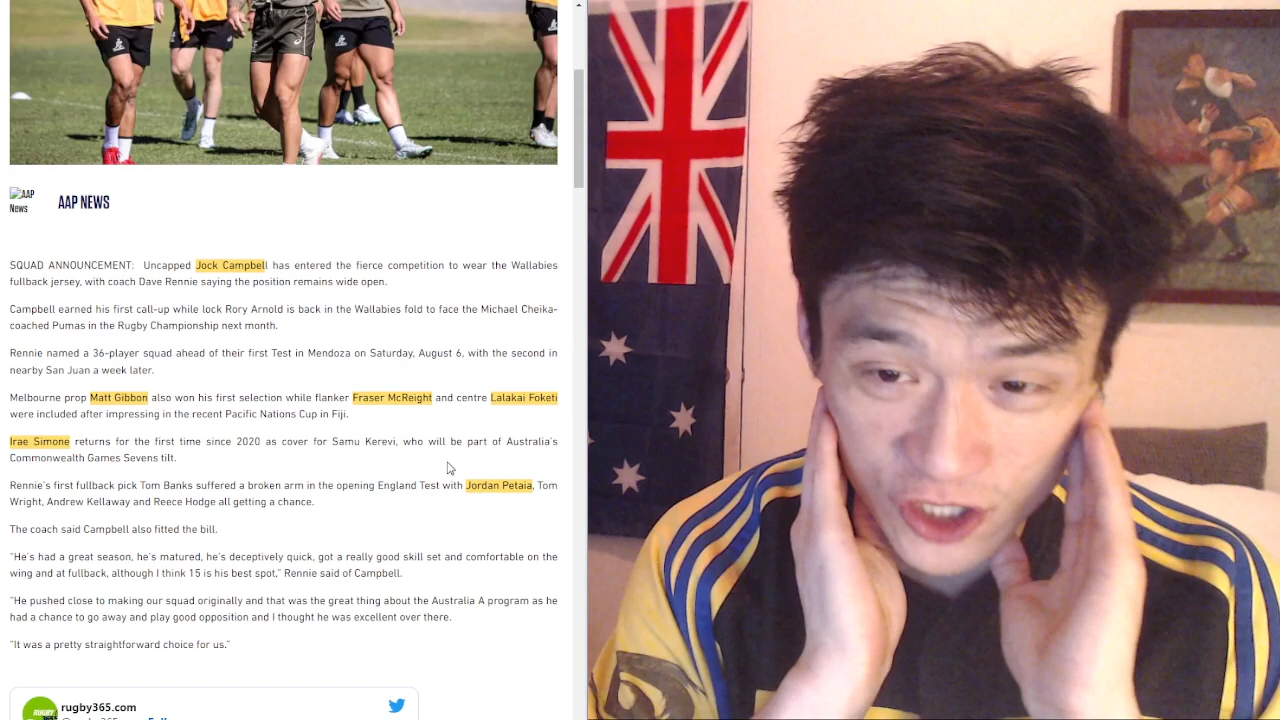 AAP
News
AAP NEWS
SQUAD ANNOUNCEMENT: Uncapped Jock Campbell has entered the fierce competition to wear the Wallabies
fullback jersey, with coach Dave Rennie saying the position remains wide open.
Campbell earned his first call-up while lock Rory Arnold is back in the Wallabies fold to face the Michael Cheika-
coached Pumas in the Rugby Championship next month.
Rennie named a 36-player squad ahead of their first Test in Mendoza on Saturday, August 6, with the second in
nearby San Juan a week later.
Melbourne prop Matt Gibbon also won his first selection while flanker Fraser McReight and centre Lalakai Foketi
were included after impressing in the recent Pacific Nations Cup in Fiji.
Irae Simone returns for the first time since 2020 as cover for Samu Kerevi, who will be part of Australia's
Commonwealth Games Sevens tilt.
Rennie's first fullback pick Tom Banks suffered a broken arm in the opening England Test with Jordan Petaia, Tom
Wright, Andrew Kellaway and Reece Hodge all getting a chance.
The coach said Campbell also fitted the bill.
"He's had a great season, he's matured, he's deceptively quick, got a really good skill set and comfortable on the
wing and at fullback, although I think 15 is his best spot," Rennie said of Campbell.
"He pushed close to making our squad originally and that was the great thing about the Australia A program as he
had a chance to go away and play good opposition and I thought he was excellent over there.
"It was a pretty straightforward choice for us."
RUGBY
rugby365.com